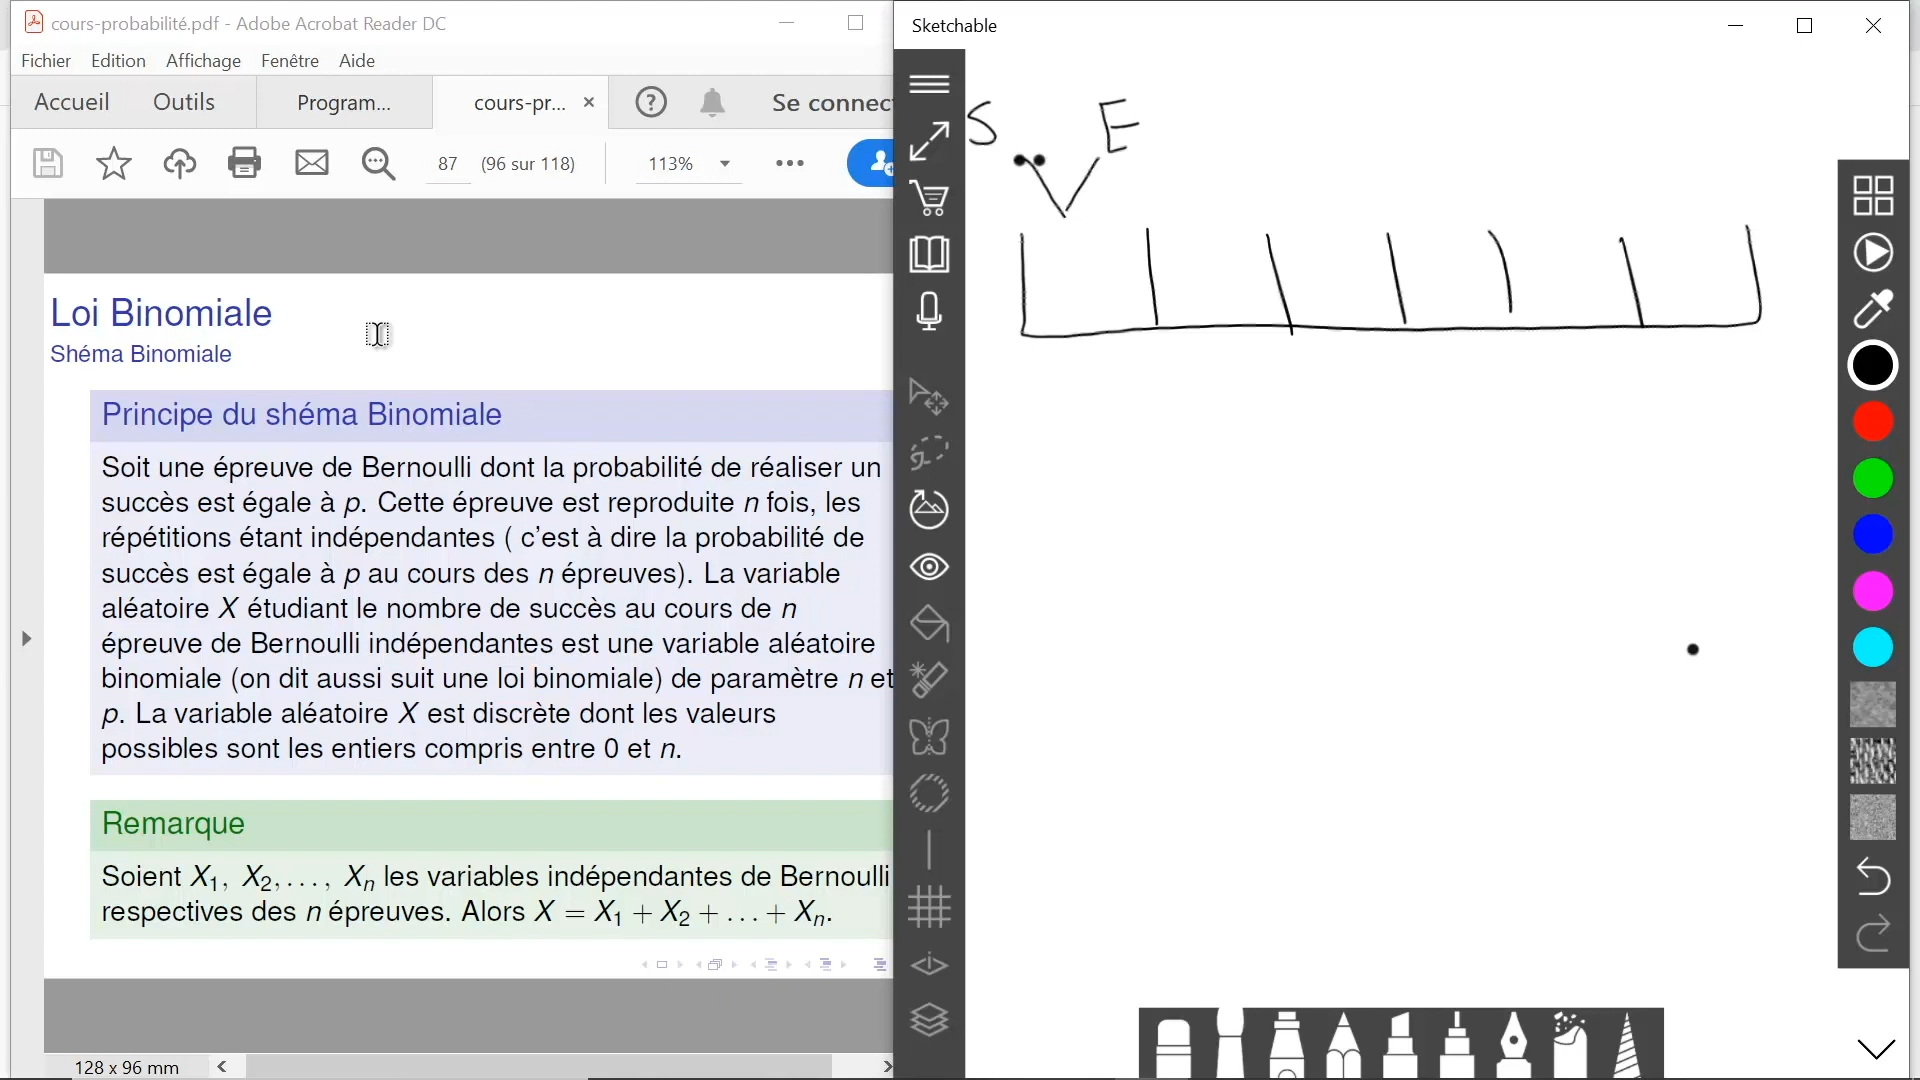 cours-probabilité.pdf - Adobe Acrobat Reader DC
Fichier Edition Affichage Fenêtre Aide
Accueil Outils Program... cours-pr... × ? Se connec
87 (96 sur 118) 113%
Loi Binomiale
Shéma Binomiale
Principe du shéma Binomiale
Soit une épreuve de Bernoulli dont la probabilité de réaliser un
succès est égale à p. Cette épreuve est reproduite n fois, les
répétitions étant indépendantes ( c'est à dire la probabilité de
succès est égale à p au cours des n épreuves). La variable
aléatoire X étudiant le nombre de succès au cours de n
épreuve de Bernoulli indépendantes est une variable aléatoire
binomiale (on dit aussi suit une loi binomiale) de paramètre n et
p. La variable aléatoire X est discrète dont les valeurs
possibles sont les entiers compris entre 0 et n.
Remarque
Soient X₁, X₂,..., Xₙ les variables indépendantes de Bernoulli
respectives des n épreuves. Alors X = X₁ + X₂ + ... + Xₙ.
128 x 96 mm
Sketchable
S E